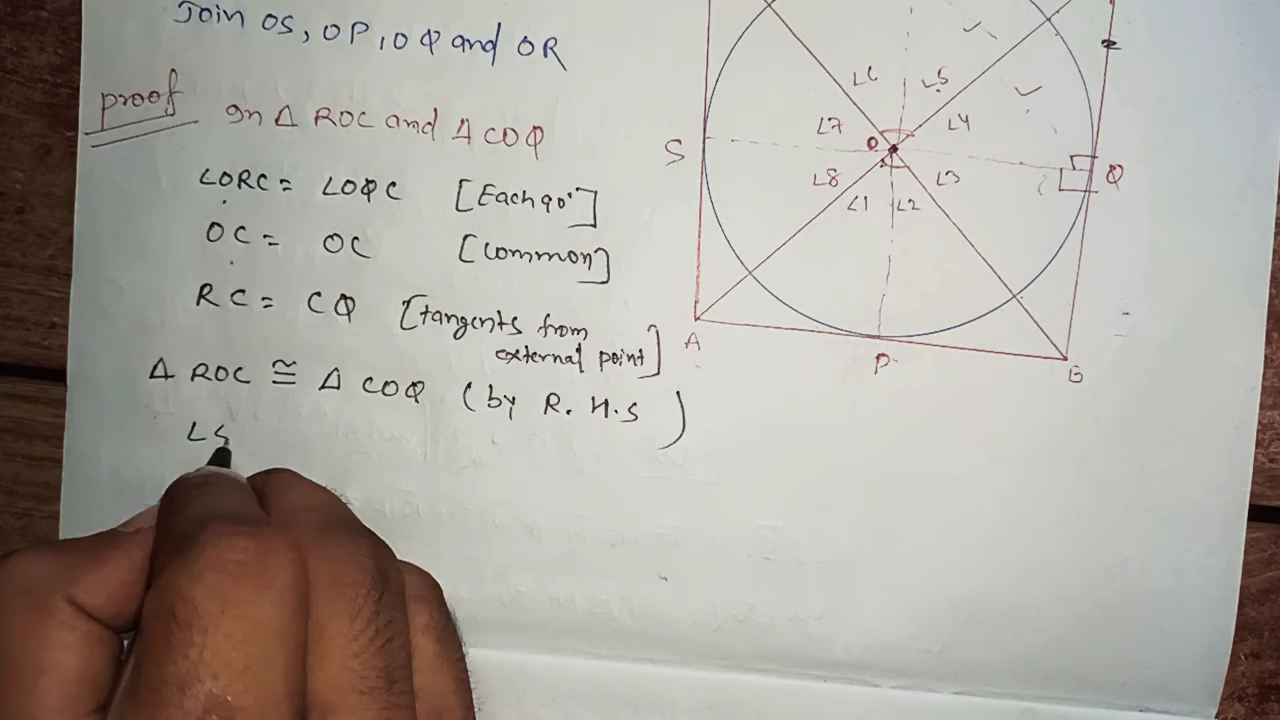 Join OS, OP, OQ and OR
proof
In Δ ROC and Δ COQ
∠ORC = ∠OQC [Each 90°]
OC = OC [Common]
RC = CQ [tangents from
external point]
Δ ROC ≅ Δ COQ (by R.H.S)
∠5
∠6
∠5
∠7
∠4
O
S
∠8
∠3
Q
∠1
∠2
A
P
B